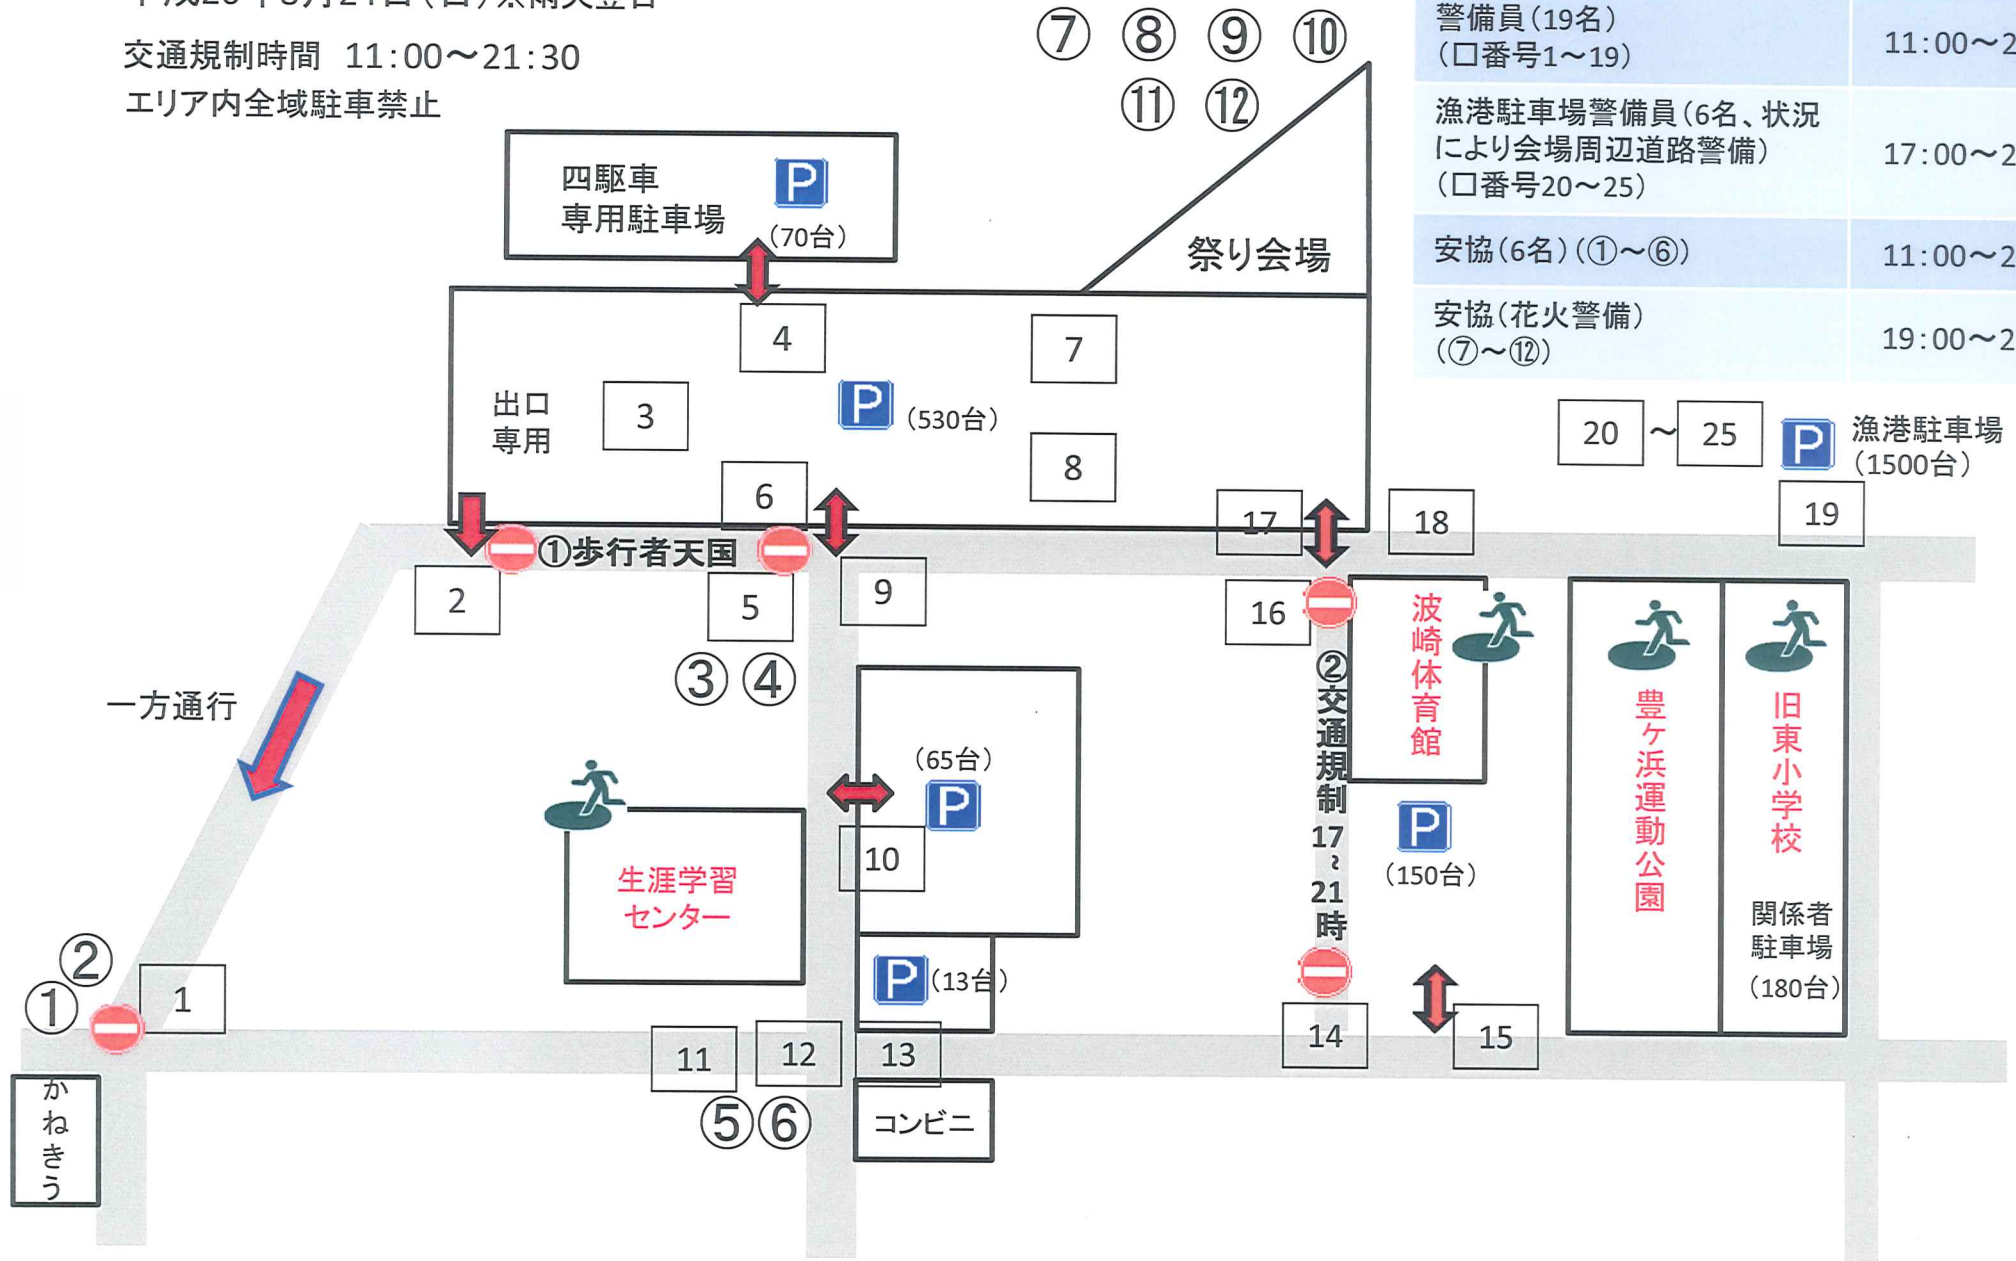 交通規制時間 11:00～21:30
エリア内全域駐車禁止
⑦ ⑧ ⑨ ⑩
⑪ ⑫
警備員(19名)
(口番号1～19)
11:00～2
漁港駐車場警備員(6名、状況
により会場周辺道路警備)
(口番号20～25)
17:00～2
安協(6名)(①～⑥)
11:00～2
安協(花火警備)
(⑦～⑫)
19:00～2
四駆車
専用駐車場
P
(70台)
祭り会場
4
7
出口
専用
3
P
(530台)
8
6
20 ～ 25
P
漁港駐車場
(1500台)
17
18
19
①歩行者天国
2
5
9
16
③ ④
一方通行
②交通規制 17～21時
波崎体育館
豊ケ浜運動公園
旧東小学校
(65台)
P
10
P
(150台)
生涯学習
センター
関係者
駐車場
(180台)
②
①
1
P
(13台)
11
12
13
14
15
⑤⑥
コンビニ
かねきう